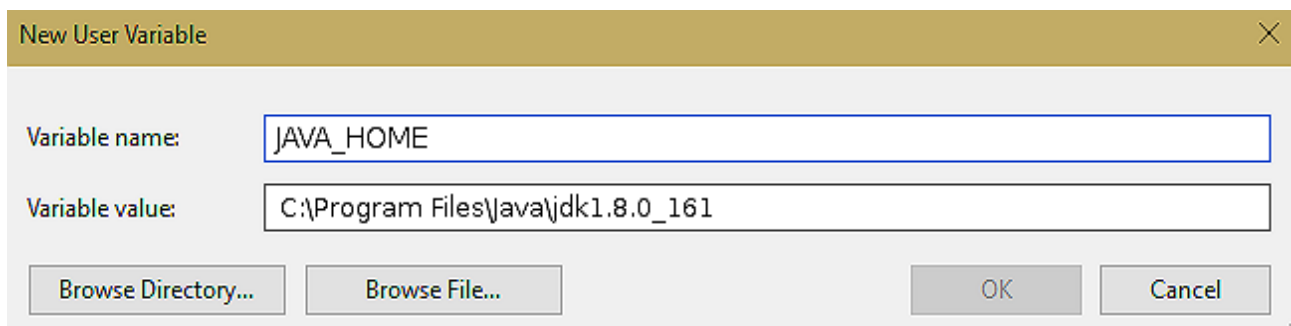 New User Variable
Variable name: JAVA_HOME
Variable value: C:\Program Files\Java\jdk1.8.0_161
Browse Directory... Browse File... OK Cancel